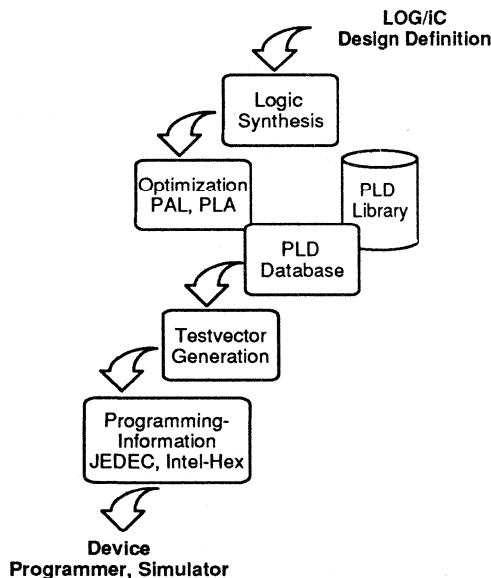 LOG/iC
Design Definition
Logic
Synthesis
Optimization
PAL, PLA
PLD
Library
PLD
Database
Testvector
Generation
Programming-
Information
JEDEC, Intel-Hex
Device
Programmer, Simulator